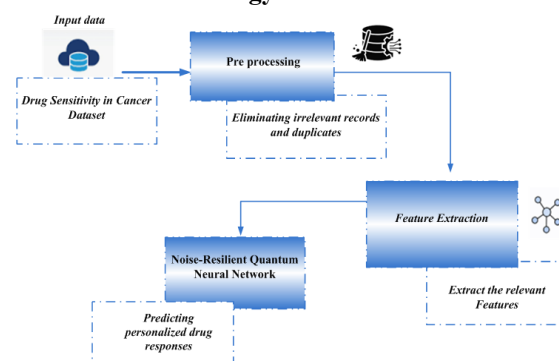 Input data
Pre processing
Drug Sensitivity in Cancer
Dataset
Eliminating irrelevant records
and duplicates
Feature Extraction
Noise-Resilient Quantum
Neural Network
Extract the relevant
Features
Predicting
personalized drug
responses